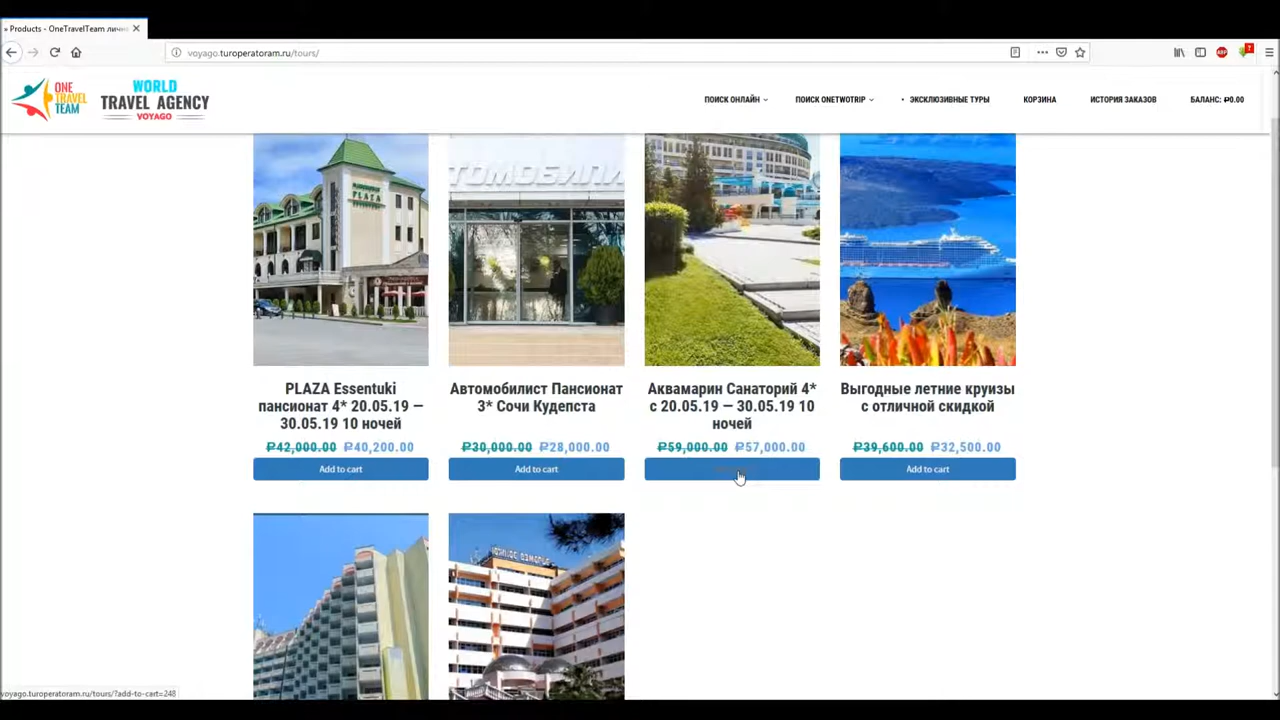 » Products - OneTravelTeam личн
voyago.turoperatoram.ru/tours/
ABP
7
ONE
TRAVEL
TEAM
WORLD
TRAVEL AGENCY
VOYAGO
ПОИСК ОНЛАЙН
ПОИСК ONETWOTRIP
ЭКСКЛЮЗИВНЫЕ ТУРЫ
КОРЗИНА
ИСТОРИЯ ЗАКАЗОВ
БАЛАНС: ₽0.00
PLAZA
ТОМОБИЛИ
PLAZA Essentuki
пансионат 4* 20.05.19 —
30.05.19 10 ночей
₽42,000.00 ₽40,200.00
Add to cart
Автомобилист Пансионат
3* Сочи Кудепста
₽30,000.00 ₽28,000.00
Add to cart
Аквамарин Санаторий 4*
с 20.05.19 — 30.05.19 10
ночей
₽59,000.00 ₽57,000.00
Выгодные летние круизы
с отличной скидкой
₽39,600.00 ₽32,500.00
Add to cart
voyago.turoperatoram.ru/tours/?add-to-cart=248